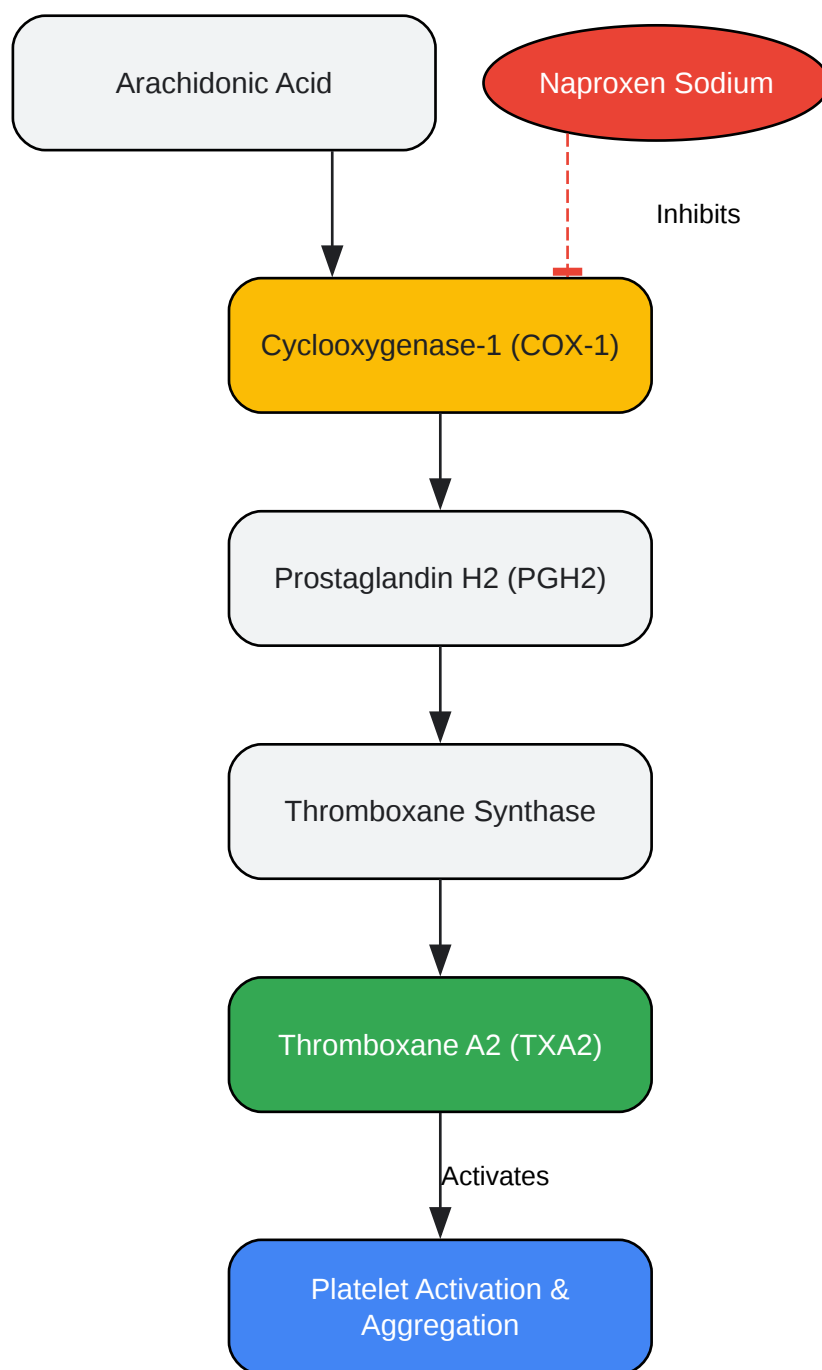 Arachidonic Acid
Naproxen Sodium
Inhibits
Cyclooxygenase-1 (COX-1)
Prostaglandin H2 (PGH2)
Thromboxane Synthase
Thromboxane A2 (TXA2)
Activates
Platelet Activation &
Aggregation